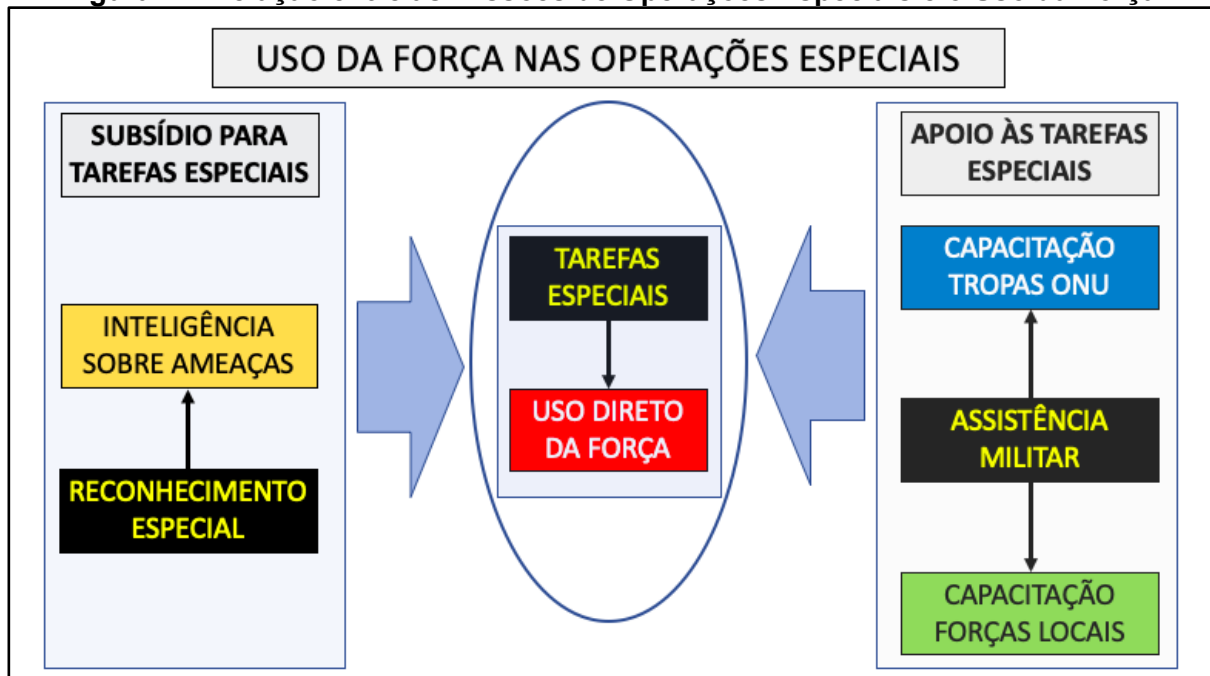 USO DA FORÇA NAS OPERAÇÕES ESPECIAIS
SUBSÍDIO PARA
TAREFAS ESPECIAIS
INTELIGÊNCIA
SOBRE AMEAÇAS
RECONHECIMENTO
ESPECIAL
TAREFAS
ESPECIAIS
USO DIRETO
DA FORÇA
APOIO ÀS TAREFAS
ESPECIAIS
CAPACITAÇÃO
TROPAS ONU
ASSISTÊNCIA
MILITAR
CAPACITAÇÃO
FORÇAS LOCAIS